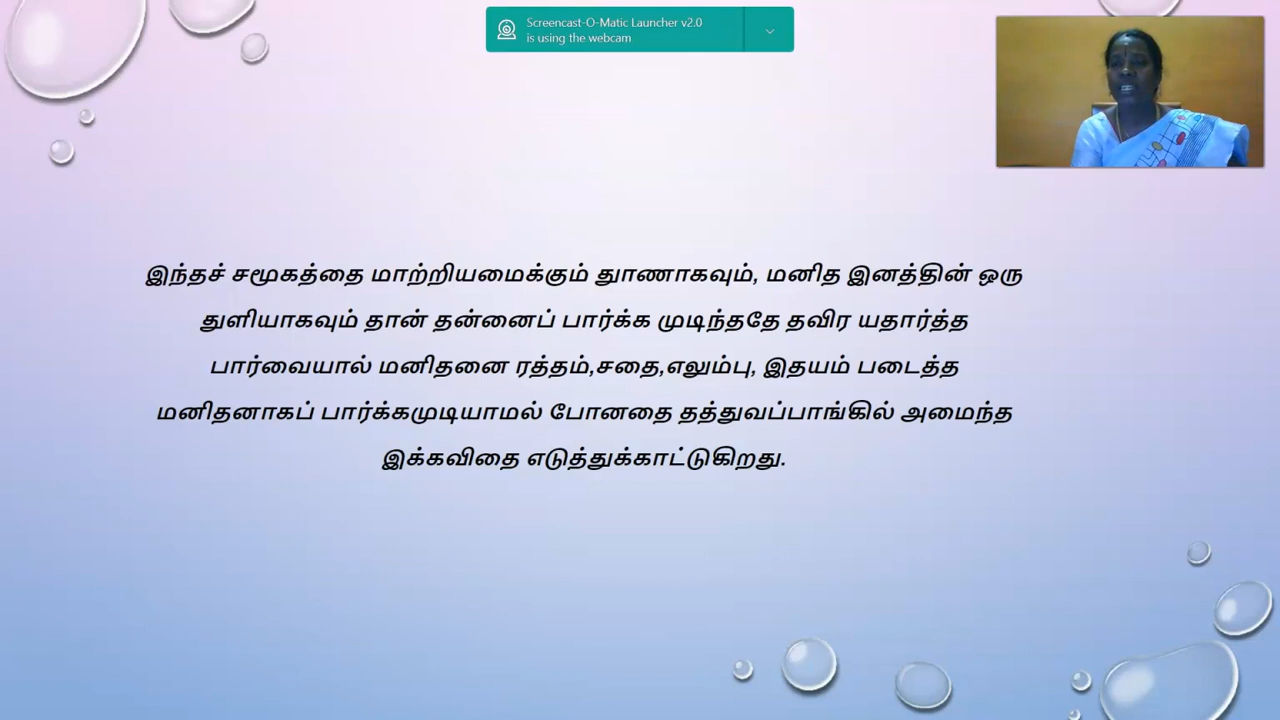 Screencast-O-Matic Launcher v2.0
is using the webcam
இந்தச் சமூகத்தை மாற்றியமைக்கும் துாணாகவும், மனித இனத்தின் ஒரு
துளியாகவும் தான் தன்னைப் பார்க்க முடிந்ததே தவிர யதார்த்த
பார்வையால் மனிதனை ரத்தம்,சதை,எலும்பு, இதயம் படைத்த
மனிதனாகப் பார்க்கமுடியாமல் போனதை தத்துவப்பாங்கில் அமைந்த
இக்கவிதை எடுத்துக்காட்டுகிறது.